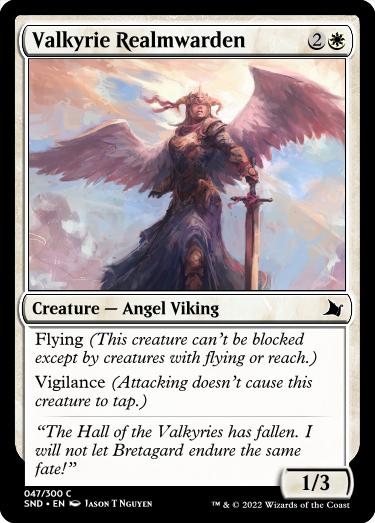 Valkyrie Realmwarden 2
Creature — Angel Viking
Flying (This creature can't be blocked
except by creatures with flying or reach.)
Vigilance (Attacking doesn't cause this
creature to tap.)
“The Hall of the Valkyries has fallen. I
will not let Bretagard endure the same
fate!”
1/3
047/300 C
SND • EN Jason T Nguyen
™ & © 2022 Wizards of the Coast